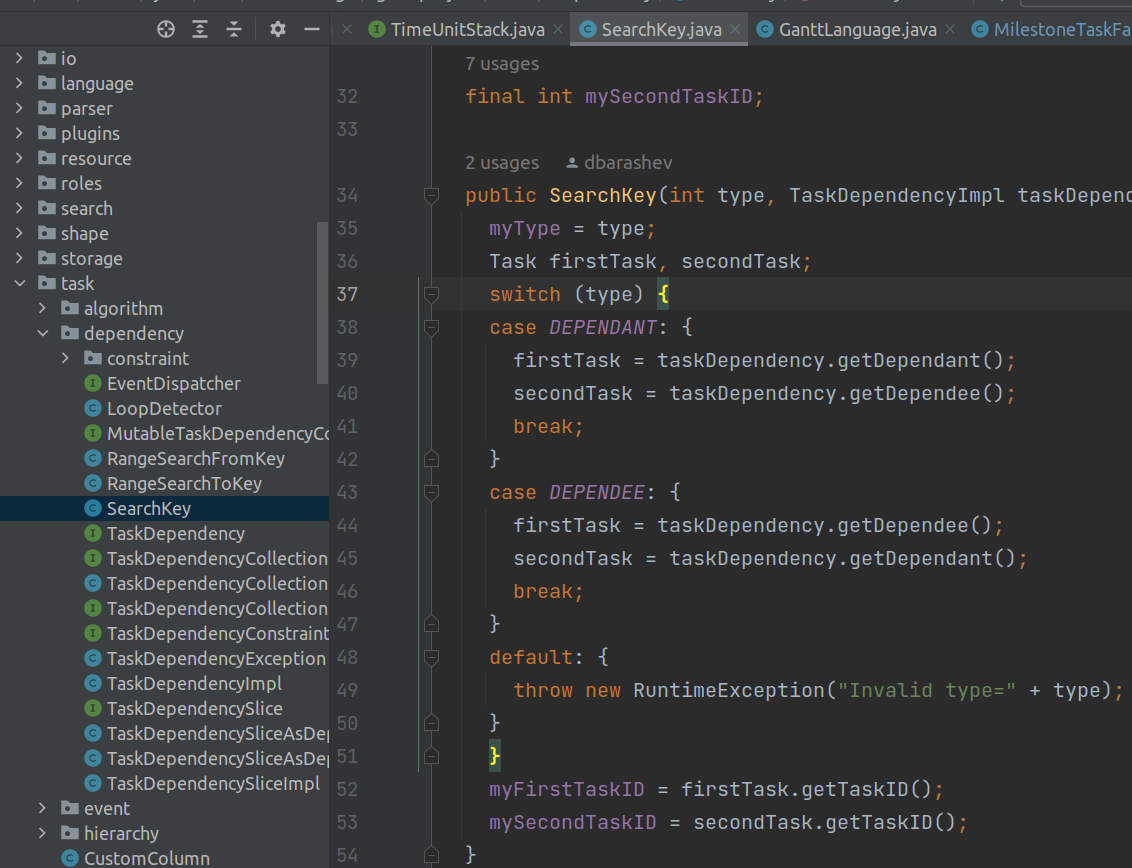 TimeUnitStack.java
SearchKey.java
GanttLanguage.java
io
language
parser
plugins
resource
roles
search
shape
storage
task
algorithm
dependency
constraint
I EventDispatcher
C LoopDetector
I MutableTaskDependencyCo
C RangeSearchFromKey
C RangeSearchToKey
C SearchKey
I TaskDependency
I TaskDependencyCollection
C TaskDependencyCollection
I TaskDependencyCollection
I TaskDependencyConstraint
C TaskDependencyException
C TaskDependencyImpl
I TaskDependencySlice
C TaskDependencySliceAsDep
C TaskDependencySliceAsDep
C TaskDependencySliceImpl
event
hierarchy
C CustomColumn
7 usages
32 final int mySecondTaskID;
33
2 usages dbarashev
34 public SearchKey(int type, TaskDependencyImpl taskDepend
35 myType = type;
36 Task firstTask, secondTask;
37 switch (type) {
38 case DEPENDANT: {
39 firstTask = taskDependency.getDependant();
40 secondTask = taskDependency.getDependee();
41 break;
42 }
43 case DEPENDEE: {
44 firstTask = taskDependency.getDependee();
45 secondTask = taskDependency.getDependant();
46 break;
47 }
48 default: {
49 throw new RuntimeException("Invalid type=" + type);
50 }
51 }
52 myFirstTaskID = firstTask.getTaskID();
53 mySecondTaskID = secondTask.getTaskID();
54 }